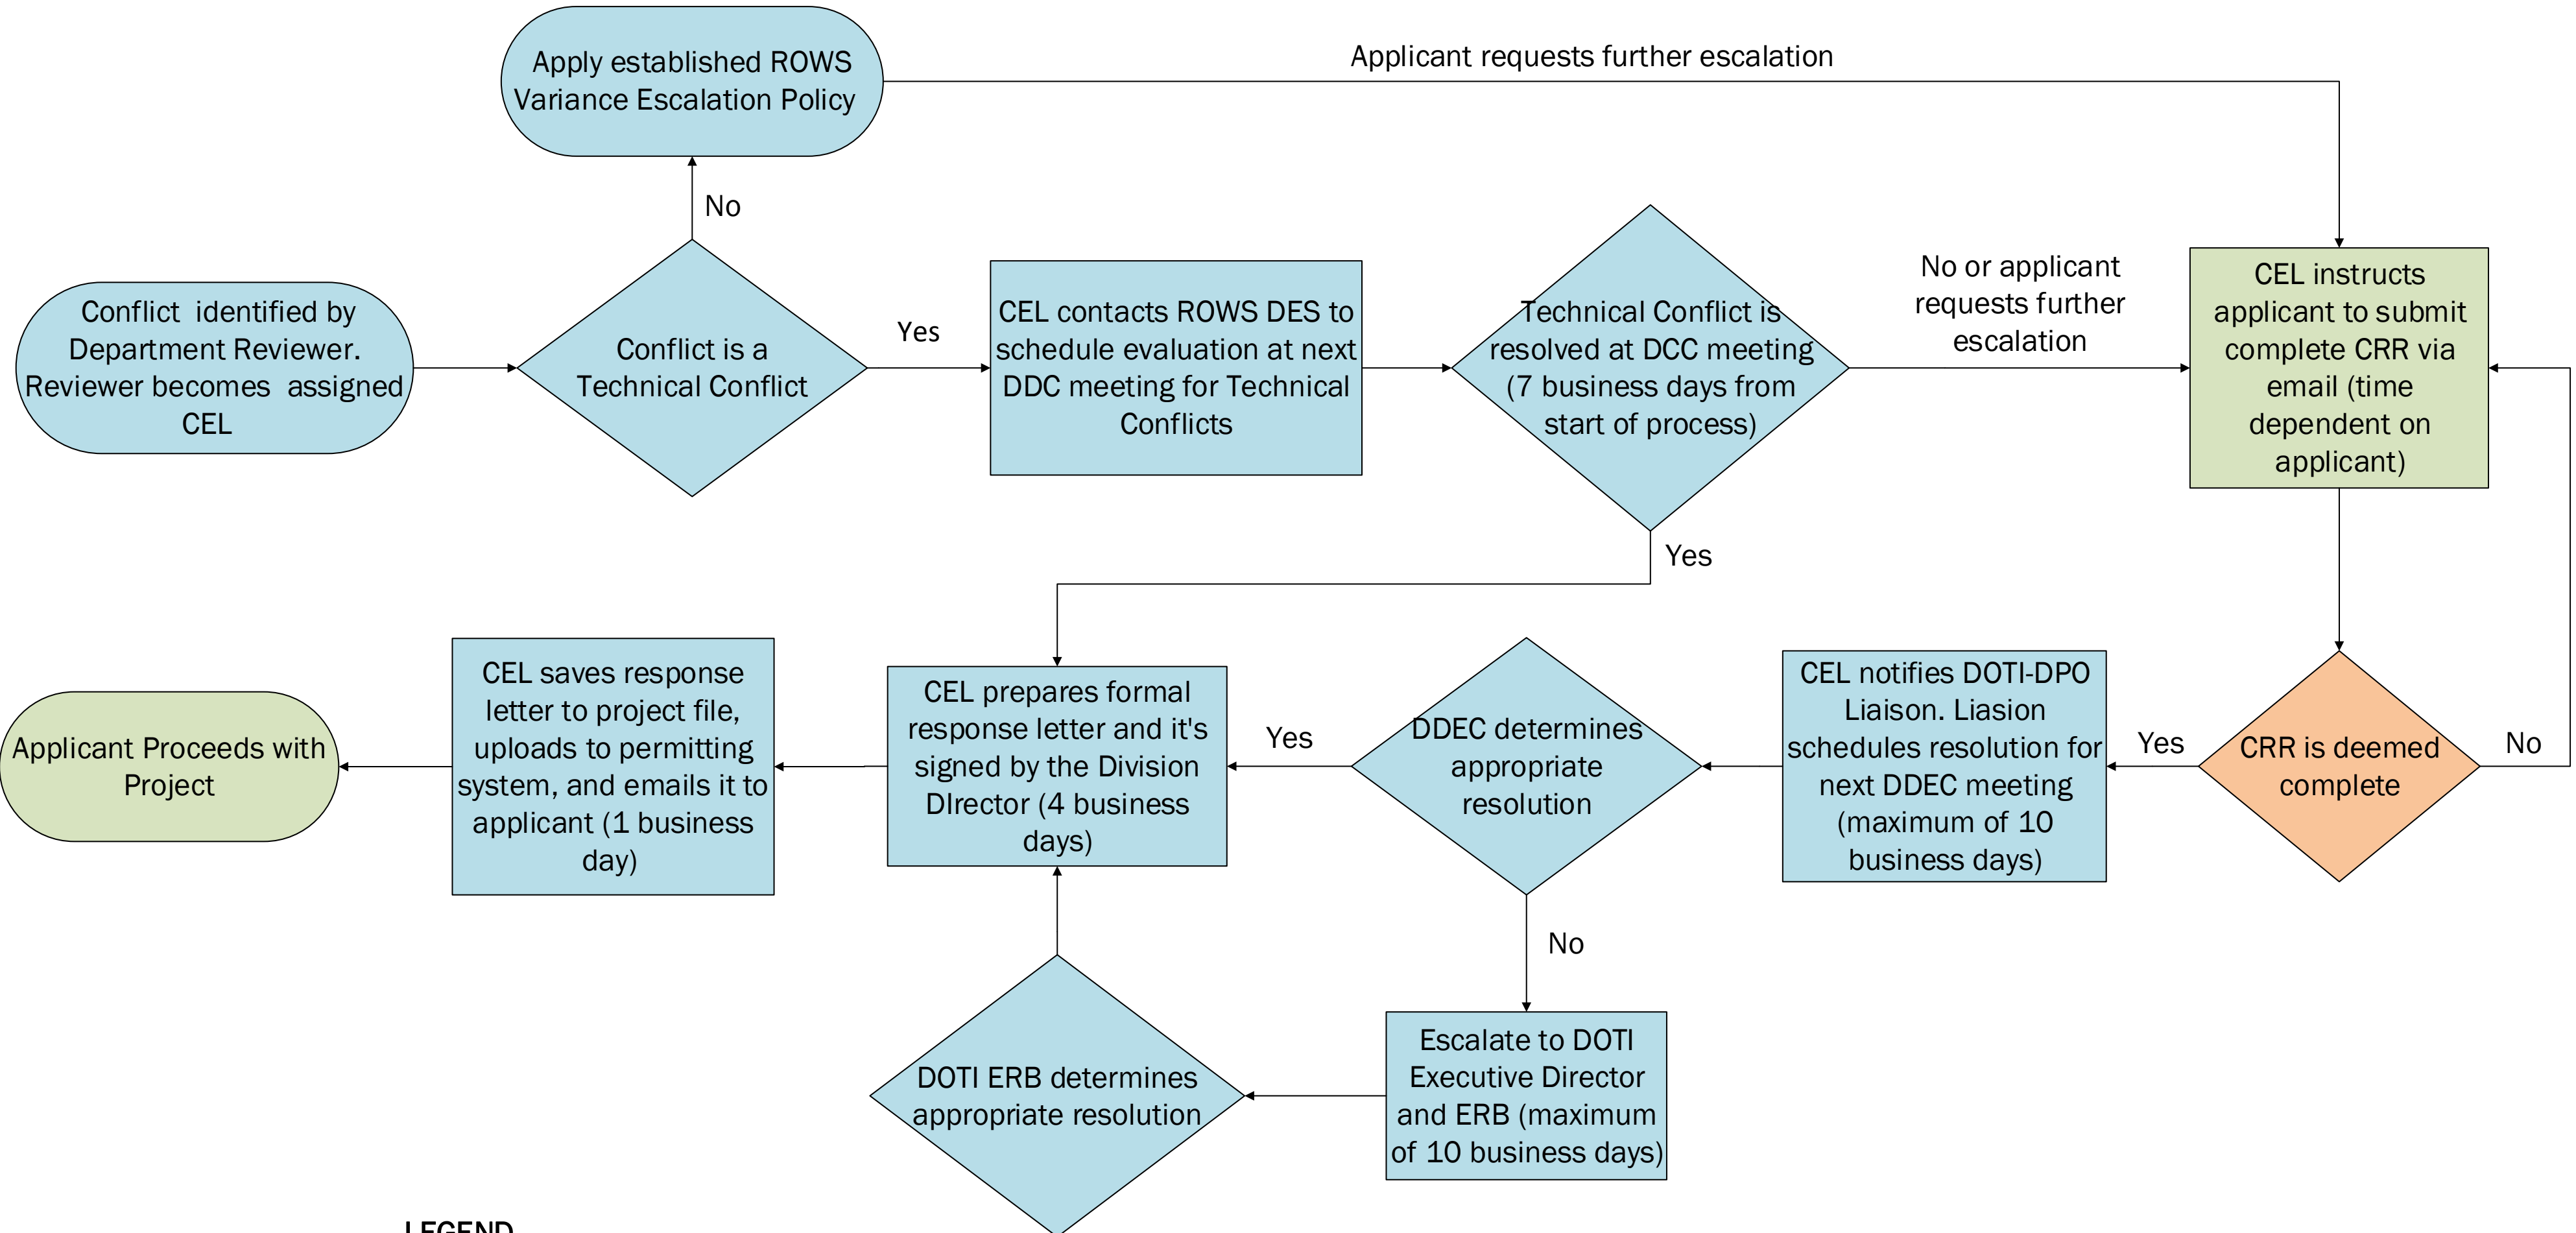 Apply established ROWS
Variance Escalation Policy
Applicant requests further escalation
No
Conflict  identified by
Department Reviewer.
Reviewer becomes  assigned
CEL
Conflict is a
Technical Conflict
Yes
CEL contacts ROWS DES to
schedule evaluation at next
DDC meeting for Technical
Conflicts
Technical Conflict is
resolved at DCC meeting
(7 business days from
start of process)
No or applicant
requests further
escalation
CEL instructs
applicant to submit
complete CRR via
email (time
dependent on
applicant)
Yes
Applicant Proceeds with
Project
CEL saves response
letter to project file,
uploads to permitting
system, and emails it to
applicant (1 business
day)
CEL prepares formal
response letter and it's
signed by the Division
DIrector (4 business
days)
Yes
DDEC determines
appropriate
resolution
CEL notifies DOTI-DPO
Liaison. Liasion
schedules resolution for
next DDEC meeting
(maximum of 10
business days)
Yes
CRR is deemed
complete
No
No
DOTI ERB determines
appropriate resolution
Escalate to DOTI
Executive Director
and ERB (maximum
of 10 business days)
LEGEND